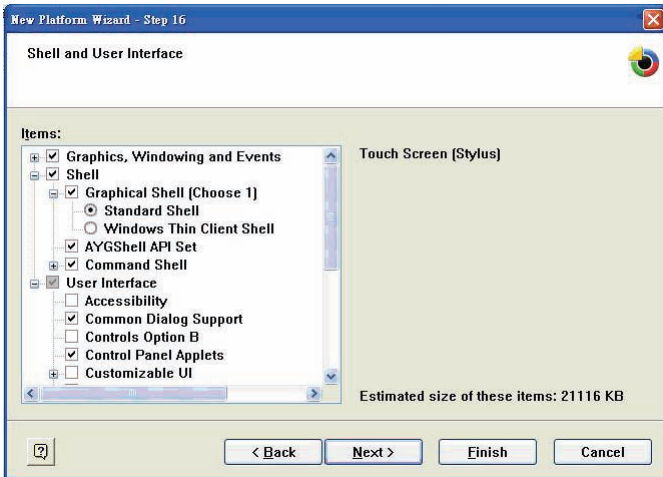 New Platform Wizard - Step 16
Shell and User Interface
Items:
Graphics, Windowing and Events
Shell
Graphical Shell (Choose 1)
Standard Shell
Windows Thin Client Shell
AYGShell API Set
Command Shell
User Interface
Accessibility
Common Dialog Support
Controls Option B
Control Panel Applets
Customizable UI
Touch Screen (Stylus)
Estimated size of these items: 21116 KB
< Back
Next >
Finish
Cancel